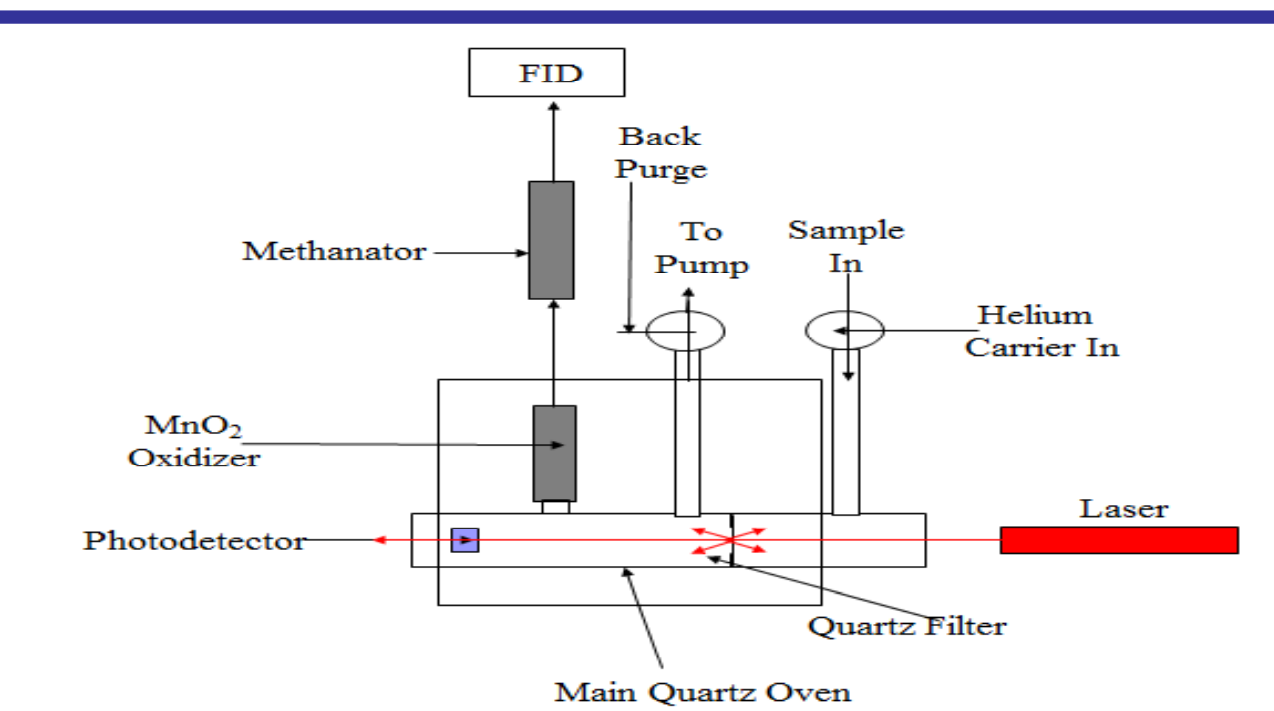 FID
Back
Purge
To
Pump
Sample
In
Methanator
Helium
Carrier In
MnO₂
Oxidizer
Laser
Photodetector
Quartz Filter
Main Quartz Oven